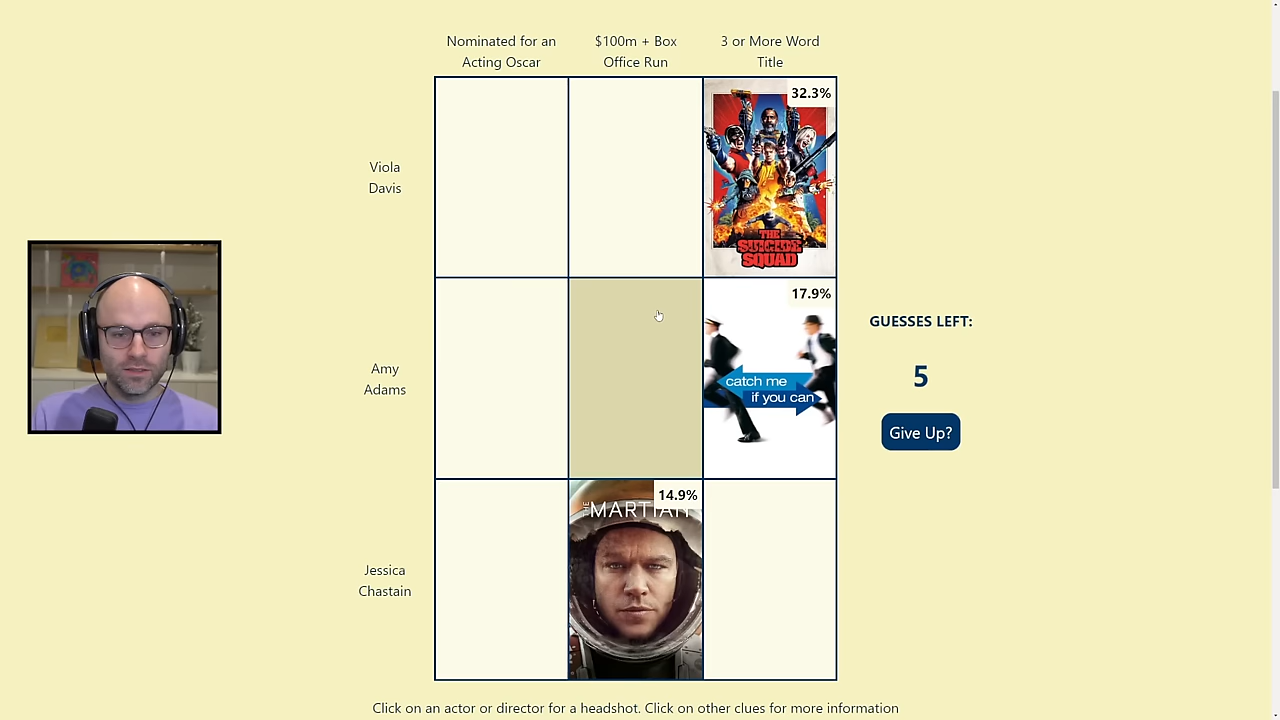 Nominated for an
Acting Oscar
$100m + Box
Office Run
3 or More Word
Title
Viola
Davis
32.3%
THE
SUICIDE
SQUAD
Amy
Adams
17.9%
catch me
if you can
GUESSES LEFT:
5
Give Up?
Jessica
Chastain
14.9%
THE
MARTIAN
Click on an actor or director for a headshot. Click on other clues for more information